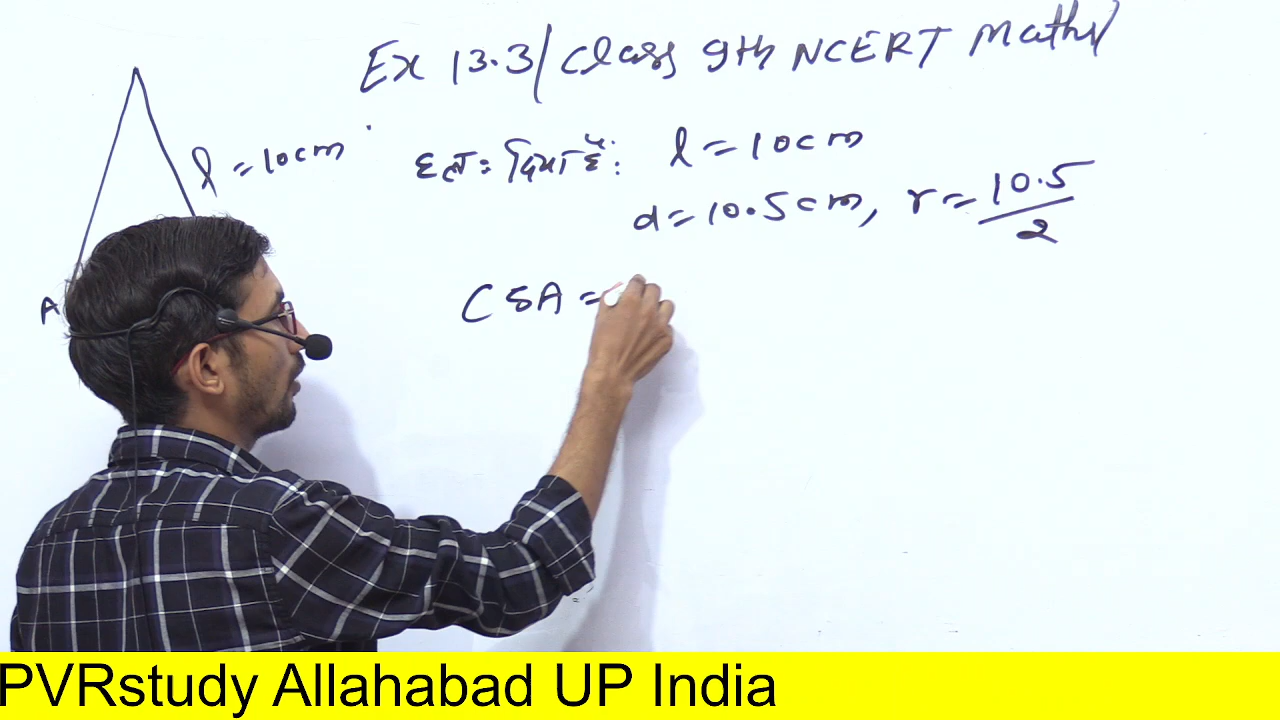 Ex 13.3/ Class 9th NCERT Maths
l = 10cm
हल: दिया है: l = 10cm
d = 10.5cm, r = 10.5/2
A
CSA =
PVRstudy Allahabad UP India